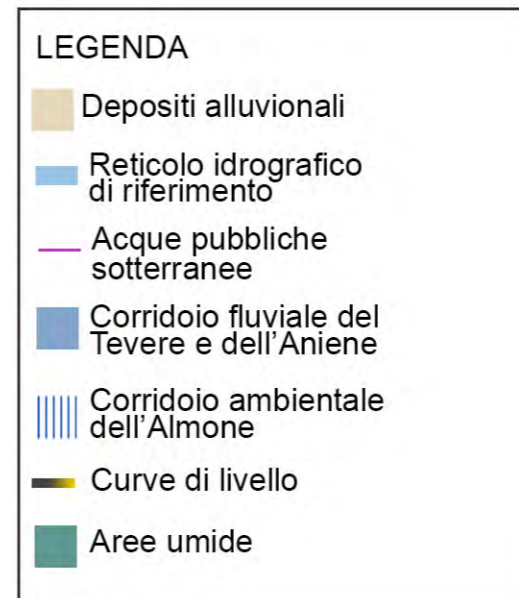 LEGENDA
Depositi alluvionali
Reticolo idrografico
di riferimento
Acque pubbliche
sotterranee
Corridoio fluviale del
Tevere e dell'Aniene
Corridoio ambientale
dell'Almone
Curve di livello
Aree umide